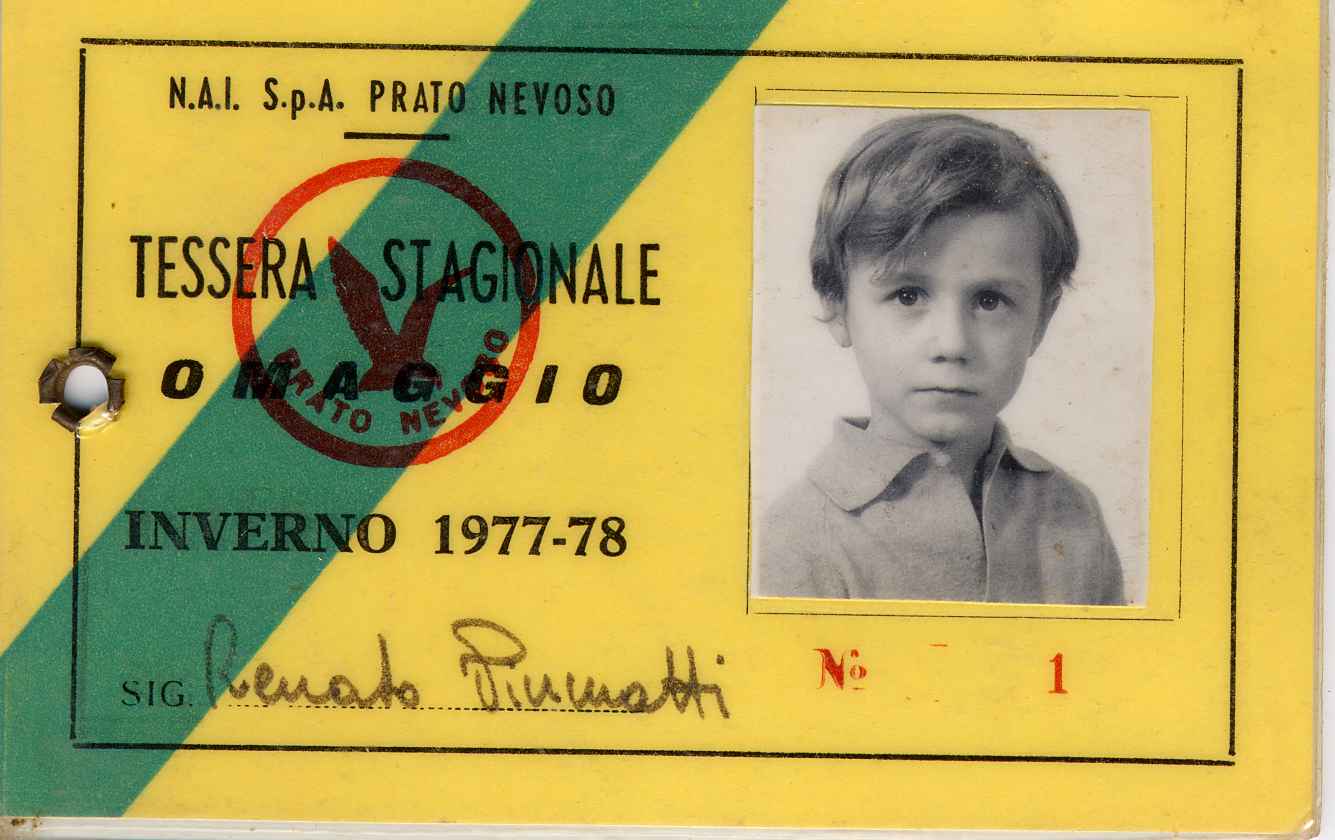 N.A.I. S.p.A. PRATO NEVOSO
TESSERA STAGIONALE
OMAGGIO
PRATO NEVOSO
INVERNO 1977-78
SIG. Renato
Nº 1